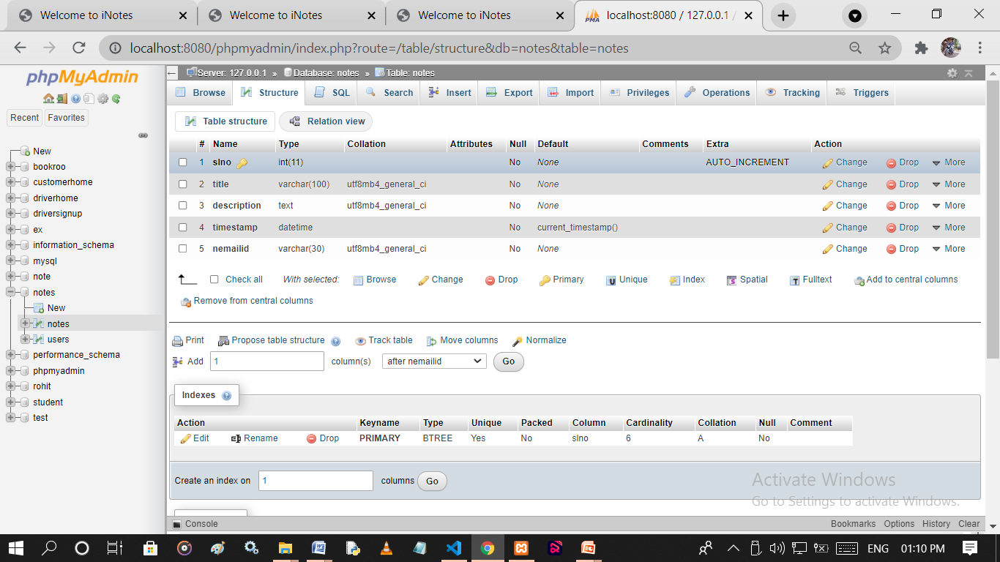 Welcome to iNotes
Welcome to iNotes
Welcome to iNotes
localhost:8080 / 127.0.0.1 /
localhost:8080/phpmyadmin/index.php?route=/table/structure&db=notes&table=notes
phpMyAdmin
Recent Favorites
New
bookroo
customerhome
driverhome
driversignup
ex
information_schema
mysql
note
notes
New
notes
users
performance_schema
phpmyadmin
rohit
student
test
Server: 127.0.0.1 » Database: notes » Table: notes
Browse Structure SQL Search Insert Export Import Privileges Operations Tracking Triggers
Table structure Relation view
# Name Type Collation Attributes Null Default Comments Extra Action
1 slno int(11) No None AUTO_INCREMENT Change Drop More
2 title varchar(100) utf8mb4_general_ci No None Change Drop More
3 description text utf8mb4_general_ci No None Change Drop More
4 timestamp datetime No current_timestamp() Change Drop More
5 nemailid varchar(30) utf8mb4_general_ci No None Change Drop More
Check all With selected: Browse Change Drop Primary Unique Index Spatial Fulltext Add to central columns
Remove from central columns
Print Propose table structure Track table Move columns Normalize
Add 1 column(s) after nemailid Go
Indexes
Action Keyname Type Unique Packed Column Cardinality Collation Null Comment
Edit Rename Drop PRIMARY BTREE Yes No slno 6 A No
Create an index on 1 columns Go
Activate Windows
Go to Settings to activate Windows.
Console Bookmarks Options History Clear
ENG 01:10 PM